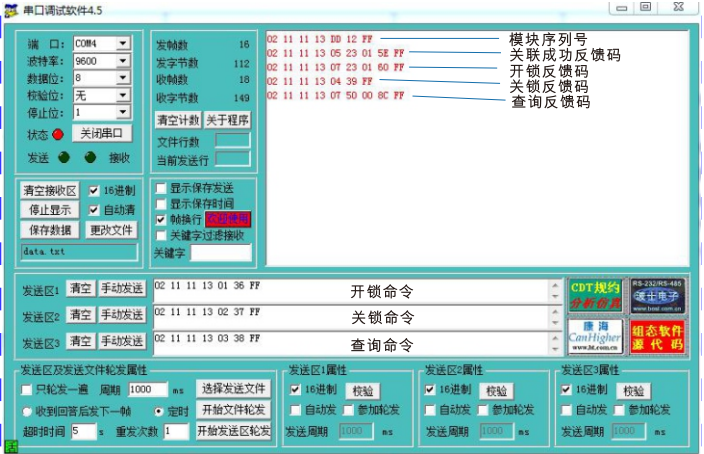 串口调试软件4.5
端 口: COM4
波特率: 9600
数据位: 8
校验位: 无
停止位: 1
状态 关闭串口
发送 接收
发帧数 16
发字节数 112
收帧数 18
收字节数 149
清空计数 关于程序
文件行数
当前发送行
02 11 11 13 DD 12 FF 模块序列号
02 11 11 13 05 23 01 5E FF 关联成功反馈码
02 11 11 13 07 23 01 60 FF 开锁反馈码
02 11 11 13 04 39 FF 关锁反馈码
02 11 11 13 07 50 00 8C FF 查询反馈码
清空接收区 16进制
停止显示 自动清
保存数据 更改文件
data.txt
显示保存发送
显示保存时间
帧换行 欢迎使用
关键字过滤接收
关键字
发送区1 清空 手动发送 02 11 11 13 01 36 FF 开锁命令
发送区2 清空 手动发送 02 11 11 13 02 37 FF 关锁命令
发送区3 清空 手动发送 02 11 11 13 03 38 FF 查询命令
CDT规约
分析仿真
RS-232/RS-485
波士电子
www.bosi.com.cn
康海
CanHigher
www.3t.com.cn
组态软件
源代码
发送区及发送文件轮发属性
只轮发一遍 周期 1000 ms 选择发送文件
收到回答后发下一帧 定时 开始文件轮发
超时时间 5 s 重发次数 1 开始发送区轮发
发送区1属性
16进制 校验
自动发 参加轮发
发送周期 1000 ms
发送区2属性
16进制 校验
自动发 参加轮发
发送周期 1000 ms
发送区3属性
16进制 校验
自动发 参加轮发
发送周期 1000 ms